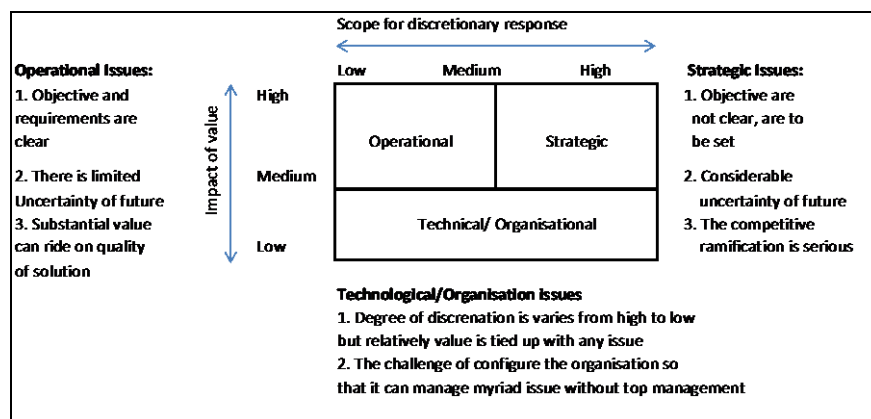 Scope for discretionary response
Low Medium High
Operational Issues:
1. Objective and
requirements are
clear
2. There is limited
Uncertainty of future
3. Substantial value
can ride on quality
of solution
Impact of value
High
Medium
Low
Operational
Strategic
Technical/ Organisational
Strategic Issues:
1. Objective are
not clear, are to
be set
2. Considerable
uncertainty of future
3. The competitive
ramification is serious
Technological/Organisation issues
1. Degree of discrenation is varies from high to low
but relatively value is tied up with any issue
2. The challenge of configure the organisation so
that it can manage myriad issue without top management